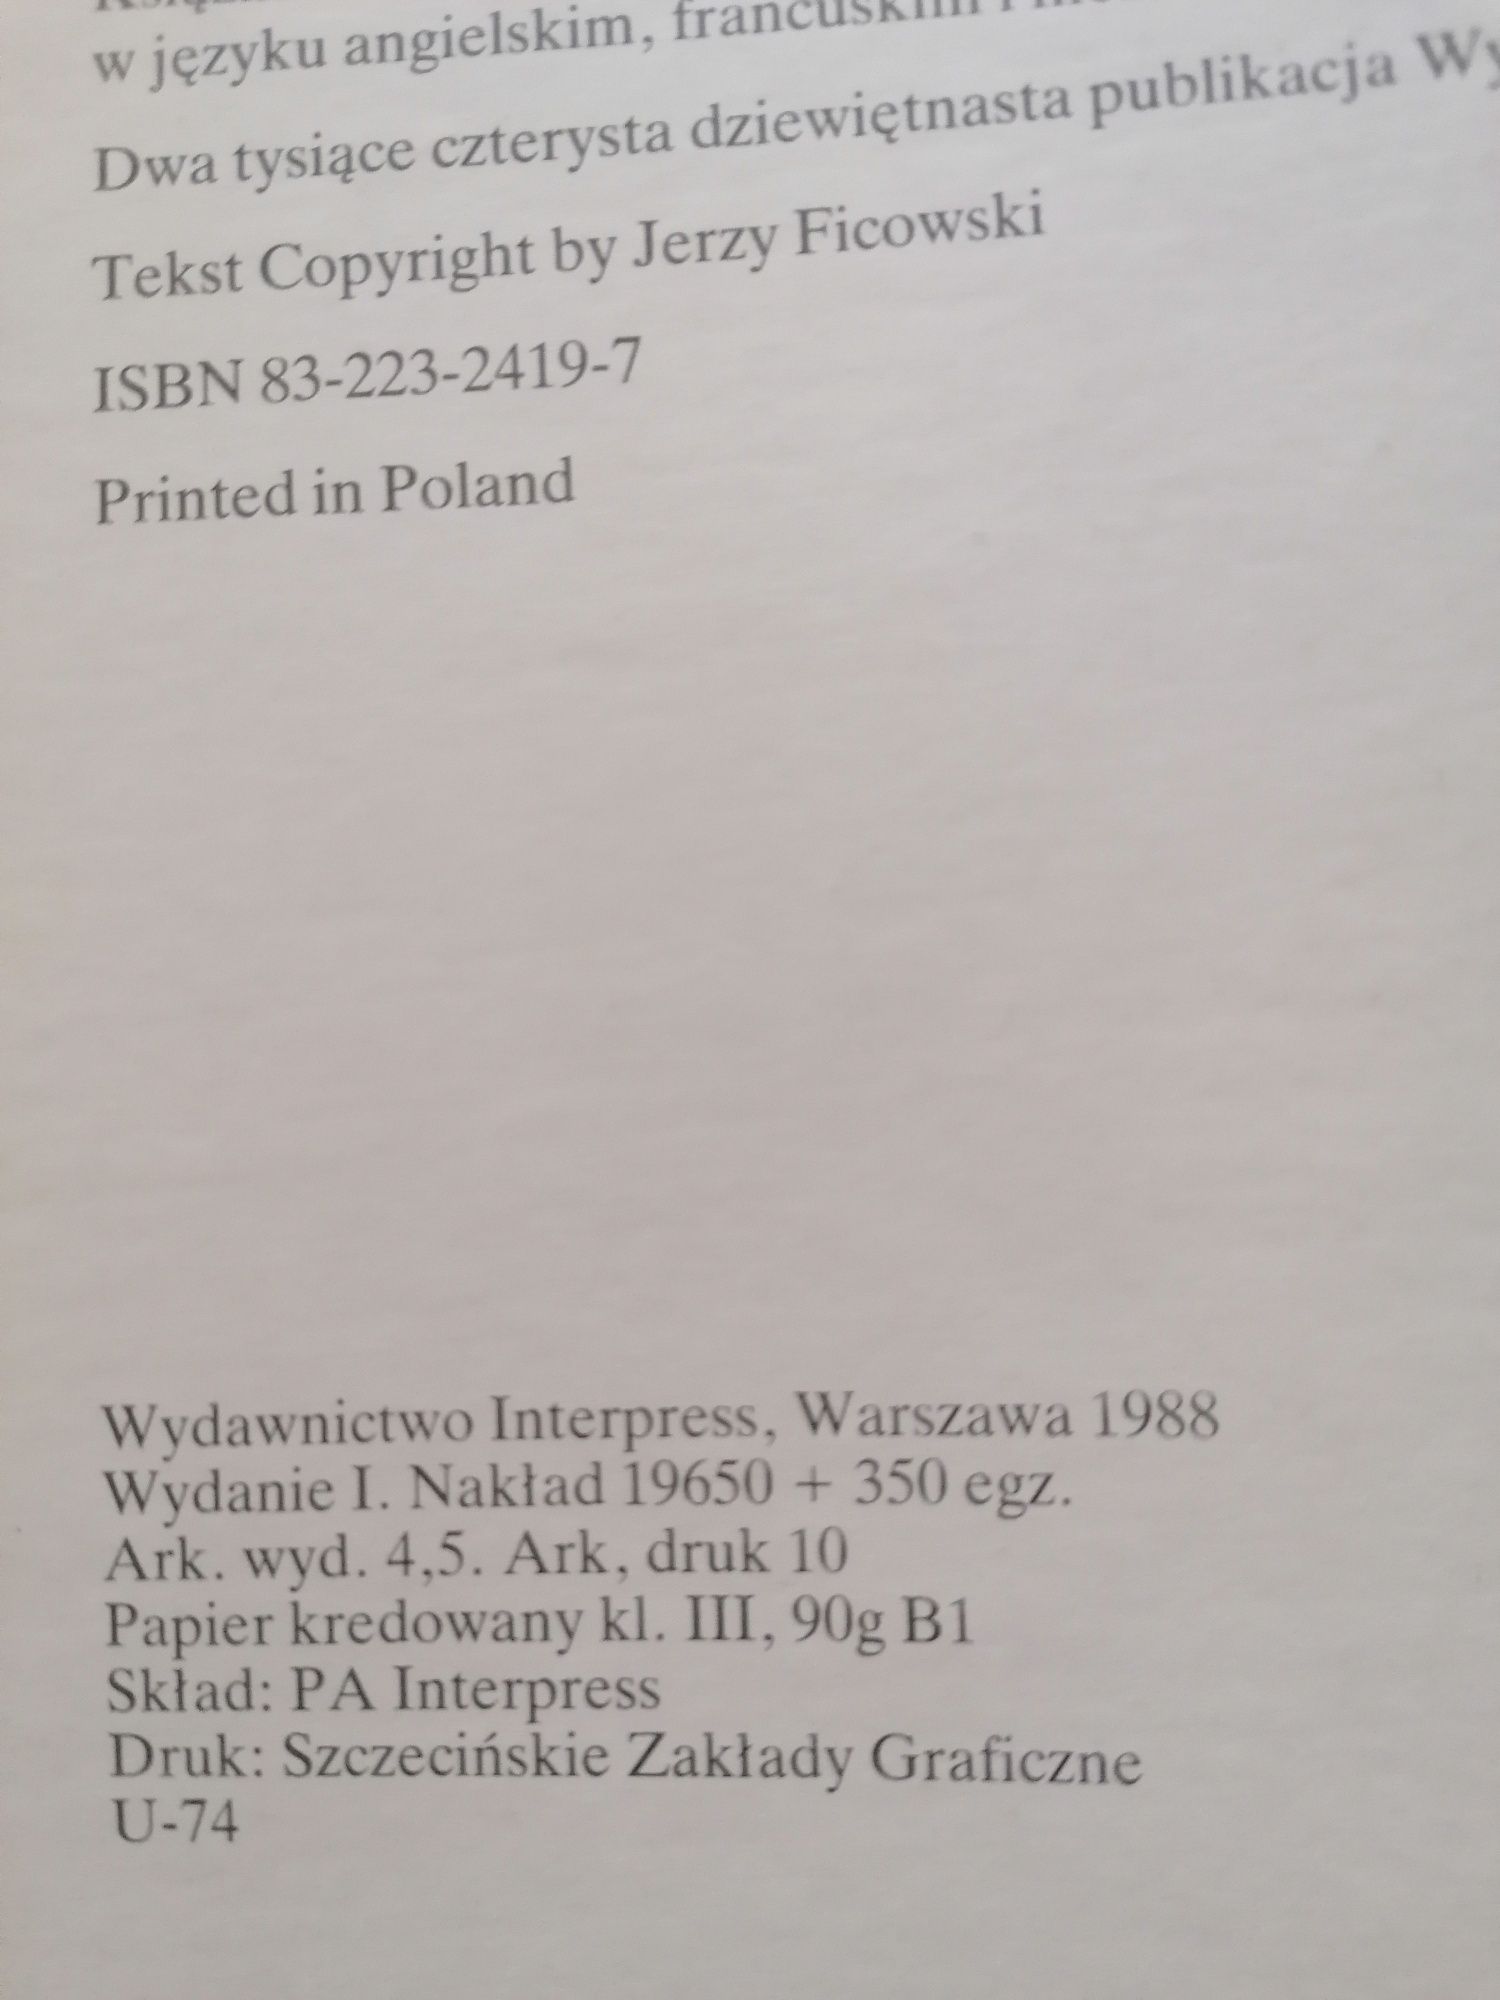 w języku angielskim, francuskim i
Dwa tysiące czterysta dziewiętnasta publikacja
Tekst Copyright by Jerzy Ficowski
ISBN 83-223-2419-7
Printed in Poland
Wydawnictwo Interpress, Warszawa 1988
Wydanie I. Nakład 19650 + 350 egz.
Ark. wyd. 4,5. Ark, druk 10
Papier kredowany kl. III, 90g B1
Skład: PA Interpress
Druk: Szczecińskie Zakłady Graficzne
U-74